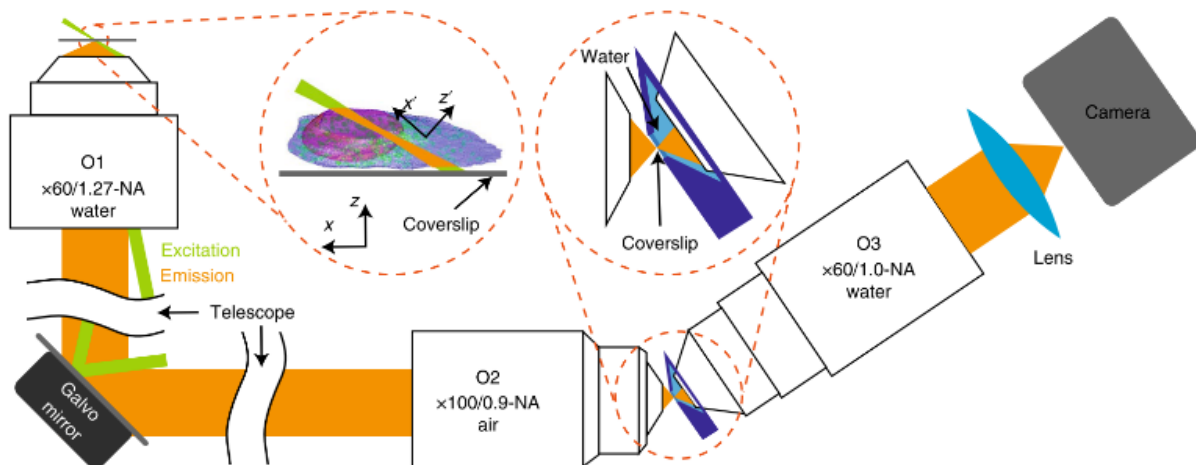 O1
×60/1.27-NA
water
Excitation
Emission
Telescope
Galvo
mirror
x′
z′
z
x
Coverslip
Water
Coverslip
O2
×100/0.9-NA
air
O3
×60/1.0-NA
water
Lens
Camera